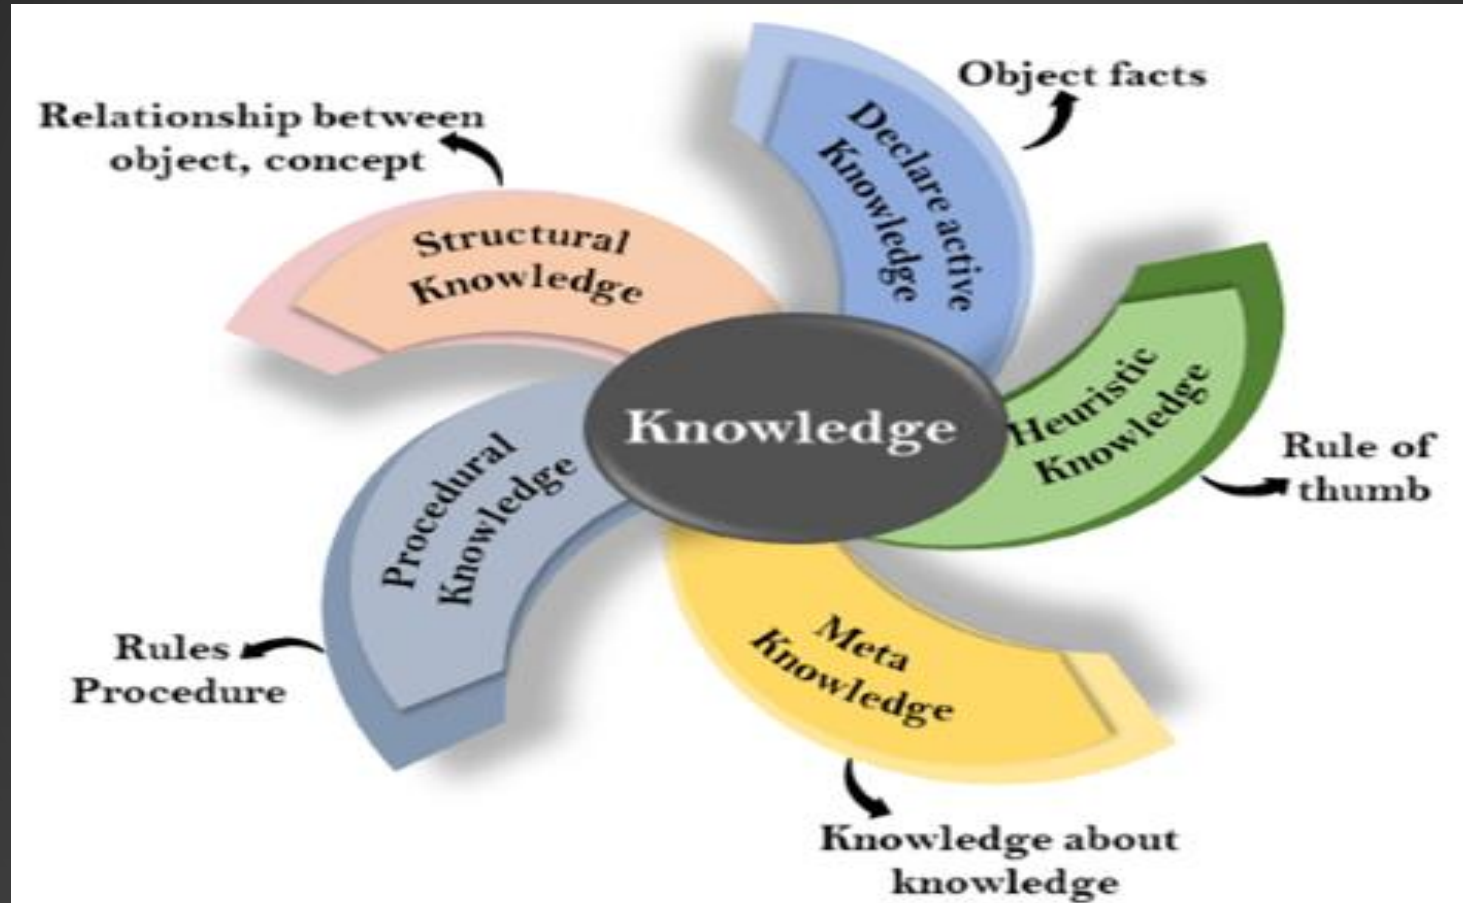 Object facts
Declare active
Knowledge
Relationship between
object, concept
Structural
Knowledge
Heuristic
Knowledge
Rule of
thumb
Knowledge
Procedural
Knowledge
Rules
Procedure
Meta
Knowledge
Knowledge about
knowledge